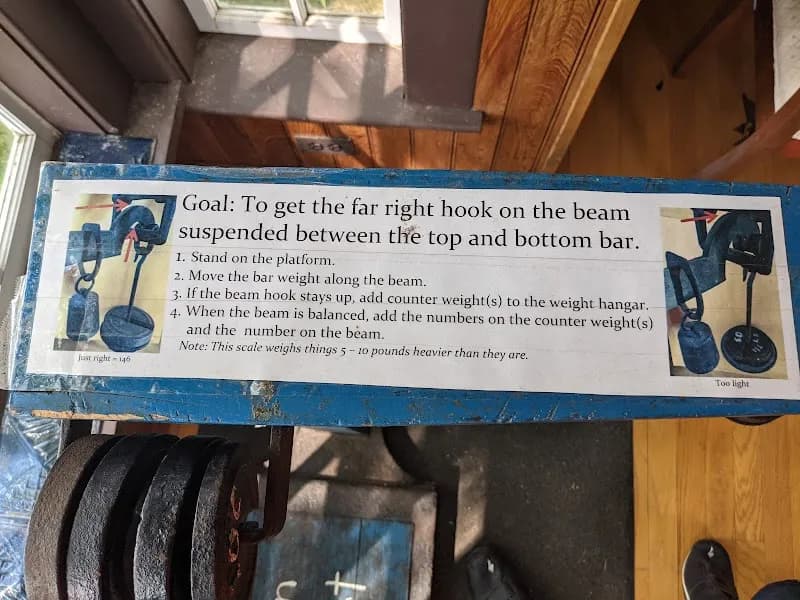 Goal: To get the far right hook on the beam
suspended between the top and bottom bar.
1. Stand on the platform.
2. Move the bar weight along the beam.
3. If the beam hook stays up, add counter weight(s) to the weight hangar.
4. When the beam is balanced, add the numbers on the counter weight(s)
and the number on the beam.
Note: This scale weighs things 5 – 10 pounds heavier than they are.
Just right = 146
Too light